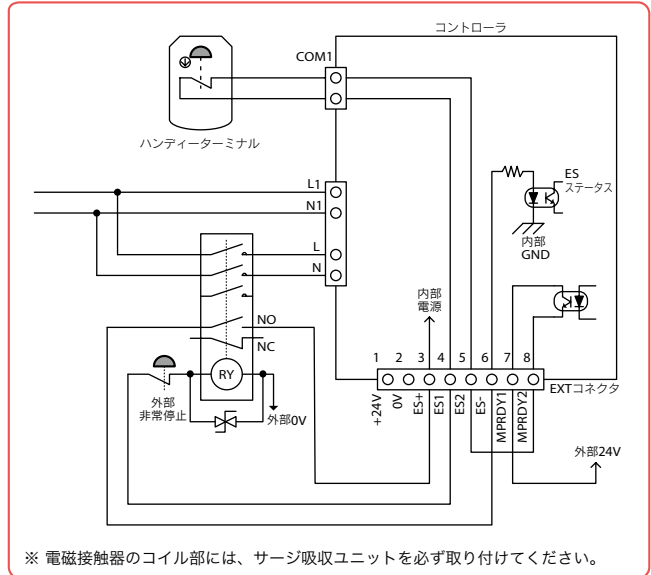 コントローラ
COM1
ハンディーターミナル
L1
N1
L
N
ES
ステータス
内部
GND
内部
電源
NO
NC
RY
外部
非常停止
外部0V
1 2 3 4 5 6 7 8
EXTコネクタ
+24V
0V
ES+
ES1
ES2
ES-
MPRDY1
MPRDY2
外部24V
※ 電磁接触器のコイル部には、サージ吸収ユニットを必ず取り付けてください。